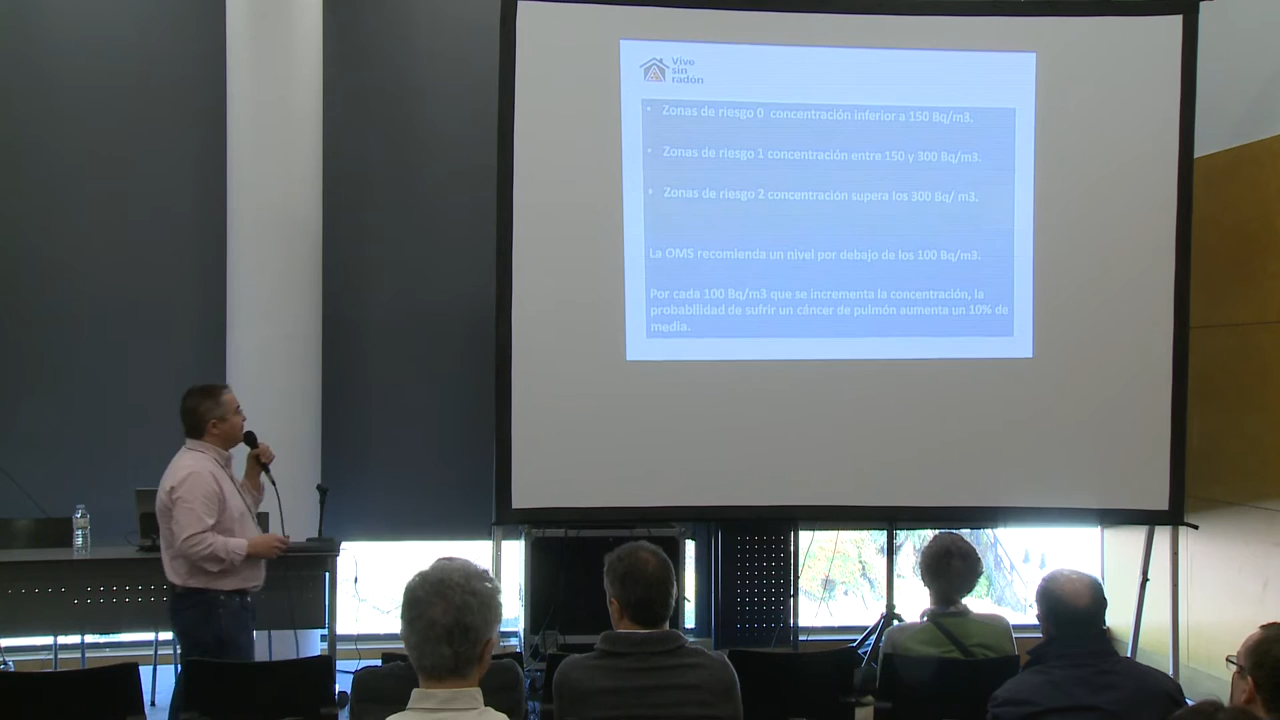 Vive
sin
radón
• Zonas de riesgo 0 concentración inferior a 150 Bq/m3.
• Zonas de riesgo 1 concentración entre 150 y 300 Bq/m3.
• Zonas de riesgo 2 concentración supera los 300 Bq/ m3.
La OMS recomienda un nivel por debajo de los 100 Bq/m3.
Por cada 100 Bq/m3 que se incrementa la concentración, la
probabilidad de sufrir un cáncer de pulmón aumenta un 10% de
media.